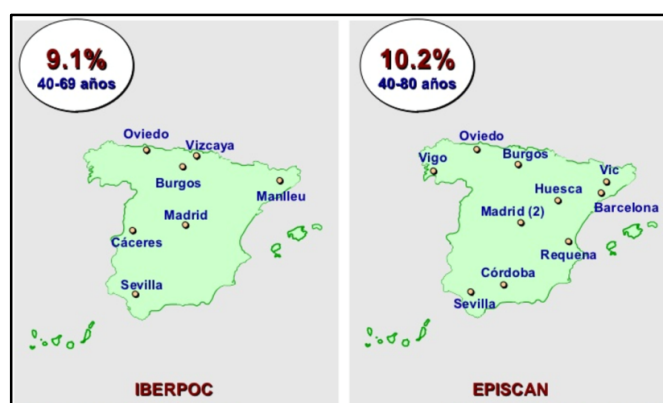 9.1%
40-69 años
Oviedo
Vizcaya
Burgos
Manlleu
Madrid
Cáceres
Sevilla
IBERPOC
10.2%
40-80 años
Oviedo
Burgos
Vigo
Vic
Huesca
Barcelona
Madrid (2)
Requena
Córdoba
Sevilla
EPISCAN